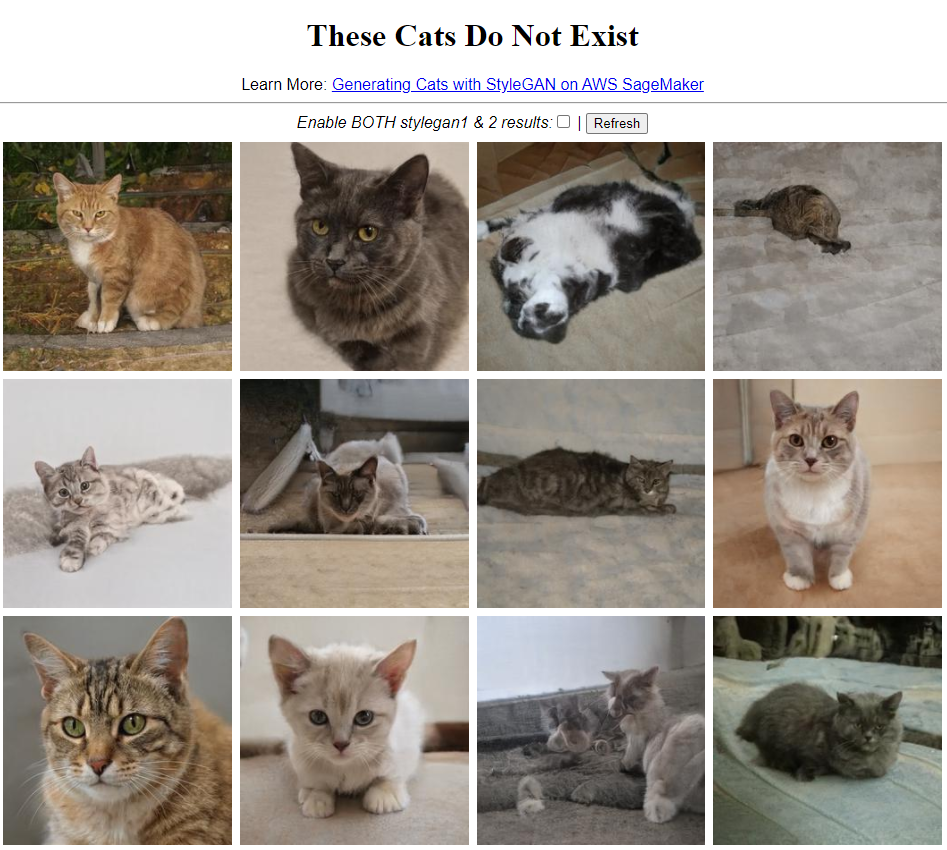 These Cats Do Not Exist
Learn More: Generating Cats with StyleGAN on AWS SageMaker
Enable BOTH stylegan1 & 2 results: | Refresh